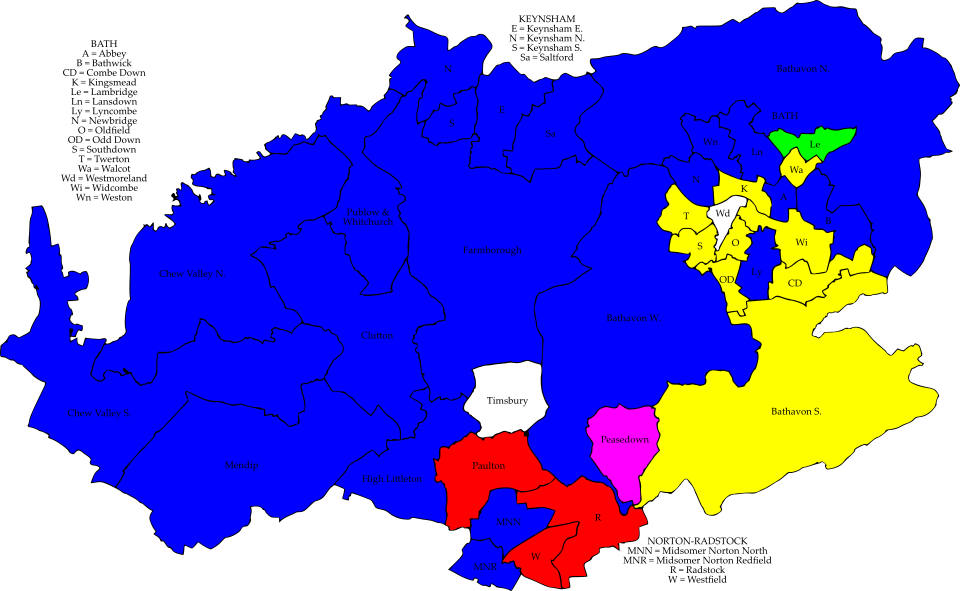 BATH
A = Abbey
B = Bathwick
CD = Combe Down
K = Kingsmead
Le = Lambridge
Ln = Lansdown
Ly = Lyncombe
N = Newbridge
O = Oldfield
OD = Odd Down
S = Southdown
T = Twerton
Wa = Walcot
Wd = Westmoreland
Wi = Widcombe
Wn = Weston
KEYNSHAM
E = Keynsham E.
N = Keynsham N.
S = Keynsham S.
Sa = Saltford
N
S
E
Sa
Bathavon N.
BATH
Ln
Le
Wa
N
K
A
T
Wd
B
S
O
Wi
OD
Ly
CD
Publow &
Whitchurch
Farmborough
Chew Valley N.
Clutton
Bathavon W.
Timsbury
Chew Valley S.
Bathavon S.
Peasedown
Mendip
Paulton
High Littleton
MNN
R
W
MNR
NORTON-RADSTOCK
MNN = Midsomer Norton North
MNR = Midsomer Norton Redfield
R = Radstock
W = Westfield